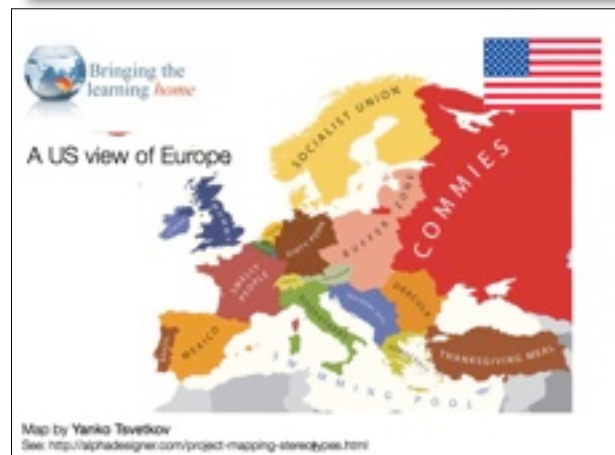 Bringing the
learning home
A US view of Europe
SOCIALIST UNION
COMMIES
BUFFER ZONE
SMELLY
PEOPLE
DRACULA
MEXICO
THANKSGIVING MEAL
SWIMMING POOL
Map by Yanko Tsvetkov
See: http://alphadesigner.com/project-mapping-stereotypes.html